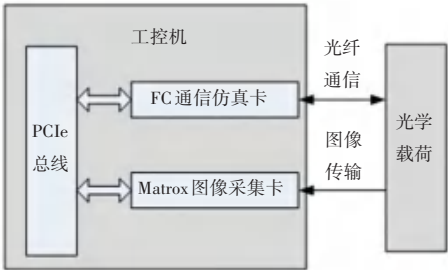 工控机
PCIe
总线
FC通信仿真卡
Matrox图像采集卡
光纤
通信
图像
传输
光学
载荷